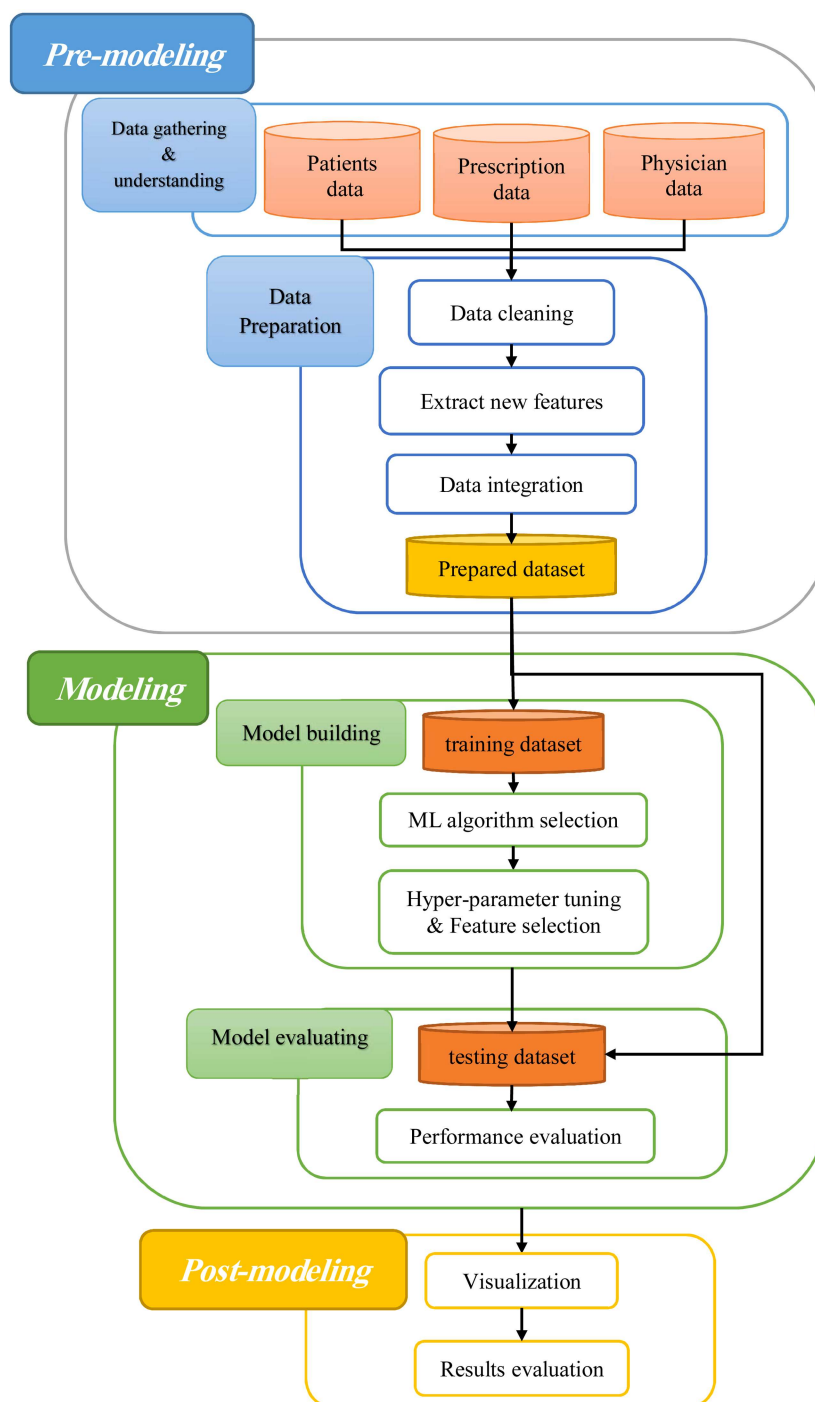 Pre-modeling
Data gathering
&
understanding
Patients
data
Prescription
data
Physician
data
Data
Preparation
Data cleaning
Extract new features
Data integration
Prepared dataset
Modeling
Model building
training dataset
ML algorithm selection
Hyper-parameter tuning
& Feature selection
Model evaluating
testing dataset
Performance evaluation
Post-modeling
Visualization
Results evaluation